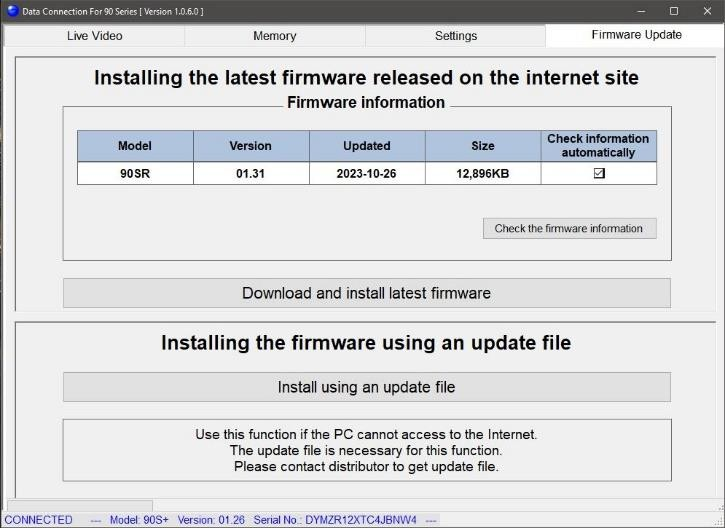 Data Connection For 90 Series [ Version 1.0.6.0 ]
Live Video Memory Settings Firmware Update
Installing the latest firmware released on the internet site
Firmware information
Model Version Updated Size Check information
automatically
90SR 01.31 2023-10-26 12,896KB
Check the firmware information
Download and install latest firmware
Installing the firmware using an update file
Install using an update file
Use this function if the PC cannot access to the Internet.
The update file is necessary for this function.
Please contact distributor to get update file.
CONNECTED --- Model: 90S+ Version: 01.26 Serial No.: DYMZR12XTC4JBNW4 ---